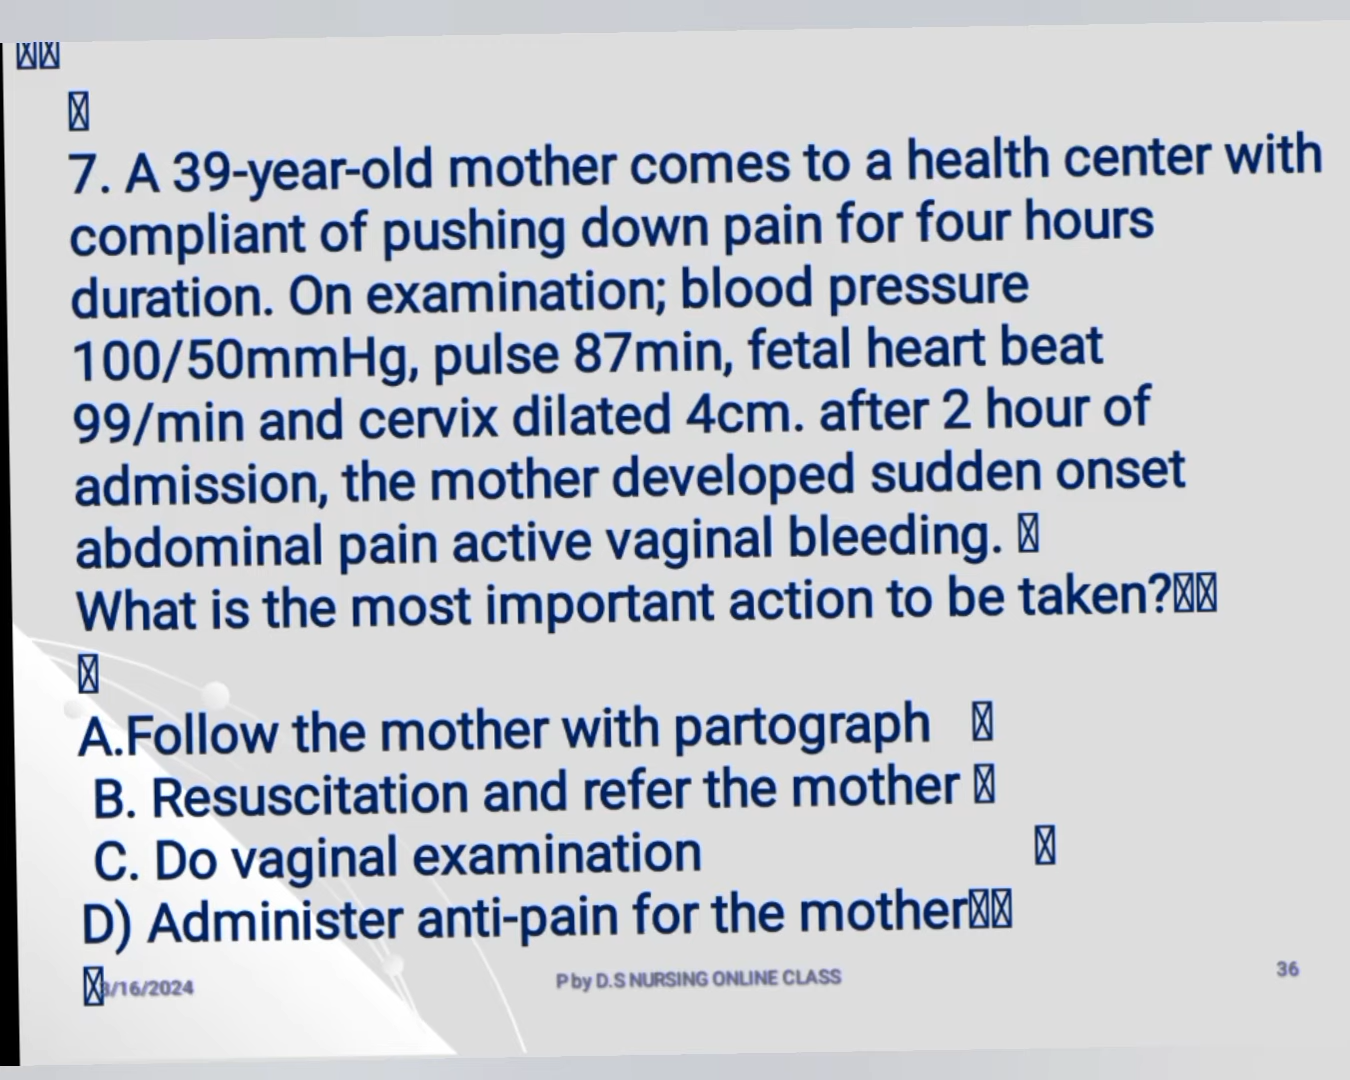 7. A 39-year-old mother comes to a health center with
compliant of pushing down pain for four hours
duration. On examination; blood pressure
100/50mmHg, pulse 87min, fetal heart beat
99/min and cervix dilated 4cm. after 2 hour of
admission, the mother developed sudden onset
abdominal pain active vaginal bleeding.
What is the most important action to be taken?
A.Follow the mother with partograph
B. Resuscitation and refer the mother
C. Do vaginal examination
D) Administer anti-pain for the mother
/16/2024
P by D.S NURSING ONLINE CLASS
36